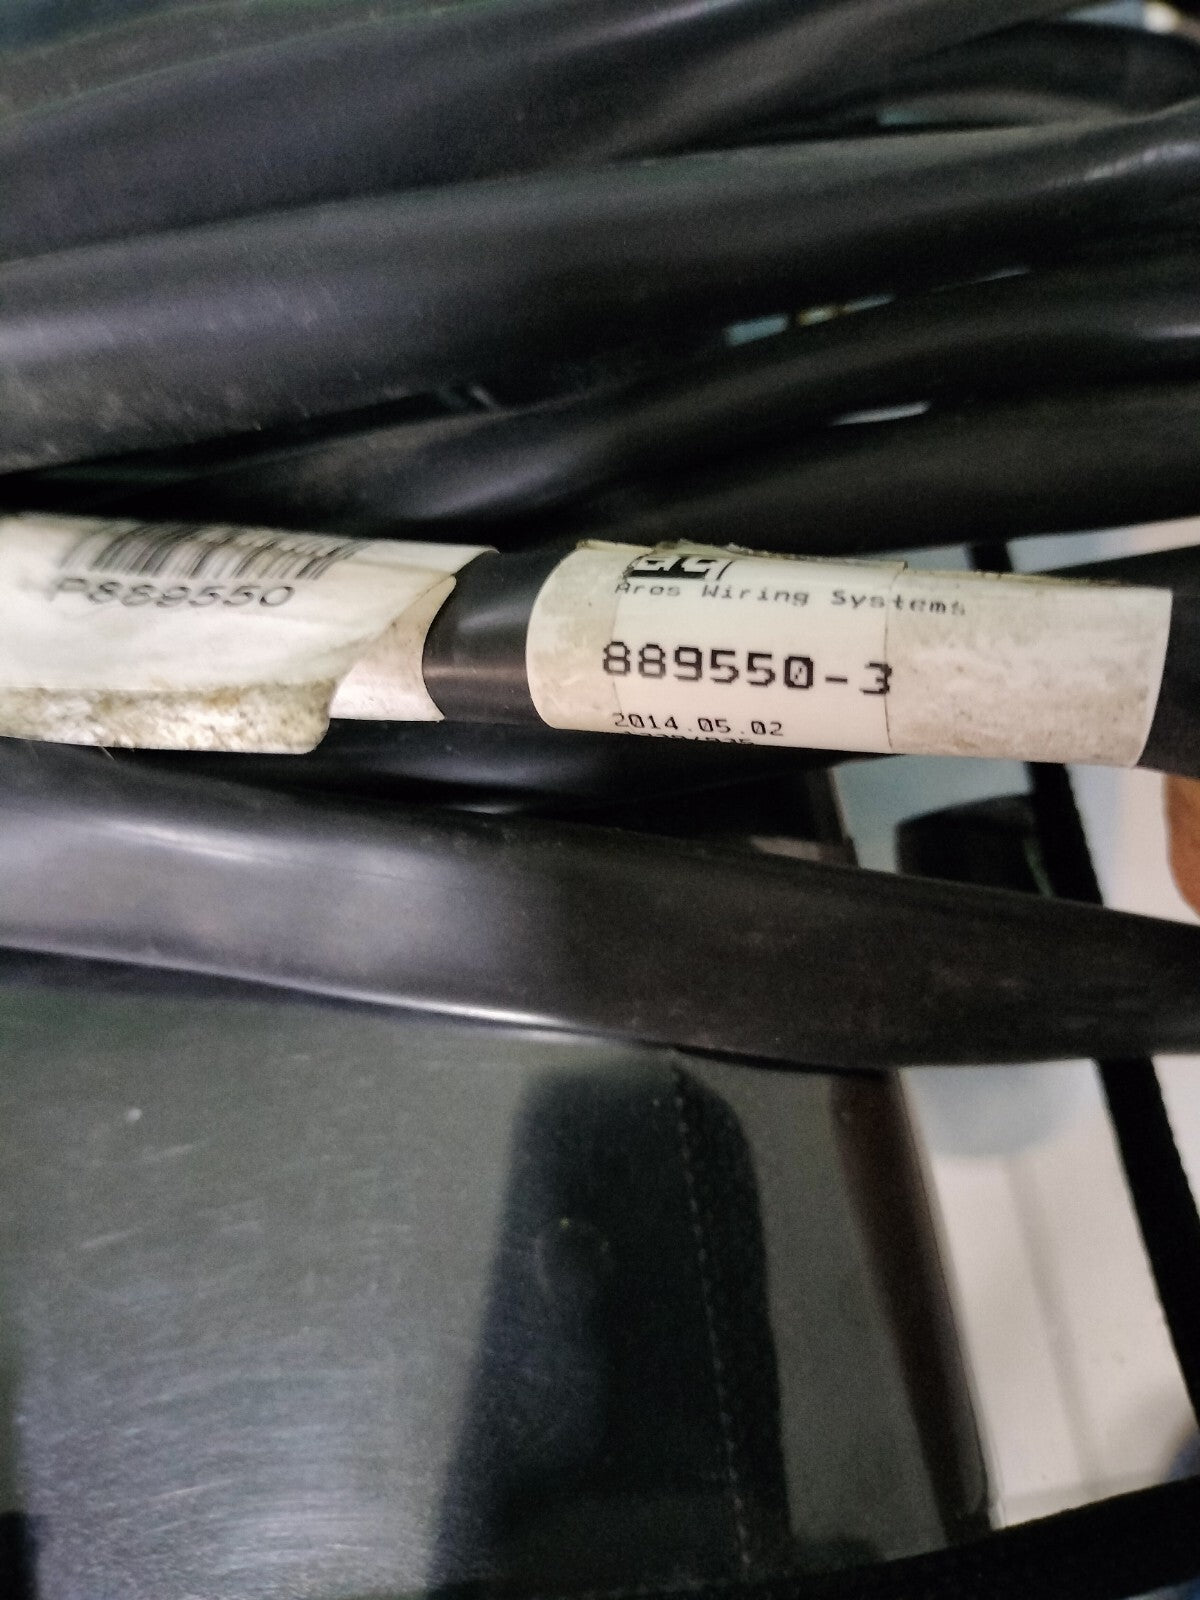 P889550
Aros Wiring Systems
889550-3
2014.05.02